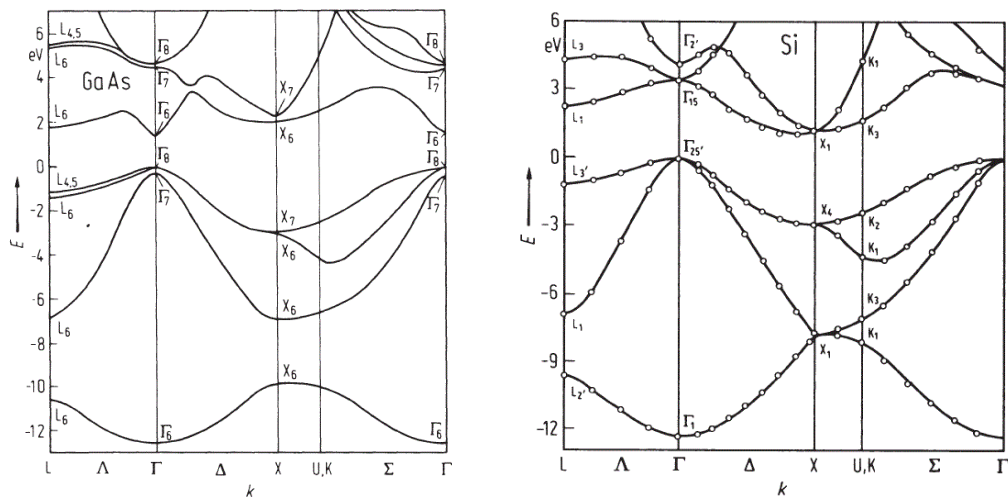 6
eV
4
2
0
-2
-4
-6
-8
-10
-12
E
GaAs
L4,5
L6
L6
L4,5
L6
L6
L6
Γ8
Γ7
Γ6
Γ8
Γ7
Γ6
X7
X6
X7
X6
X6
X6
Γ8
Γ7
Γ6
Γ8
Γ7
Γ6
L Λ Γ Δ X U,K Σ Γ
k
6
eV
3
0
-3
-6
-9
-12
E
Si
L3
L1
L3'
L1
L2'
Γ2'
Γ15
Γ25'
Γ1
X1
X4
X1
K1
K3
K2
K1
K3
K1
L Λ Γ Δ X U,K Σ Γ
k